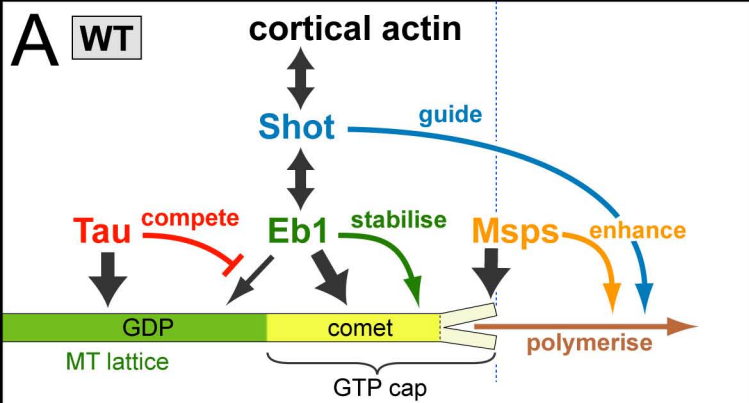 A WT
cortical actin
Shot
guide
Tau
compete
Eb1
stabilise
Msps
enhance
GDP
comet
polymerise
MT lattice
GTP cap